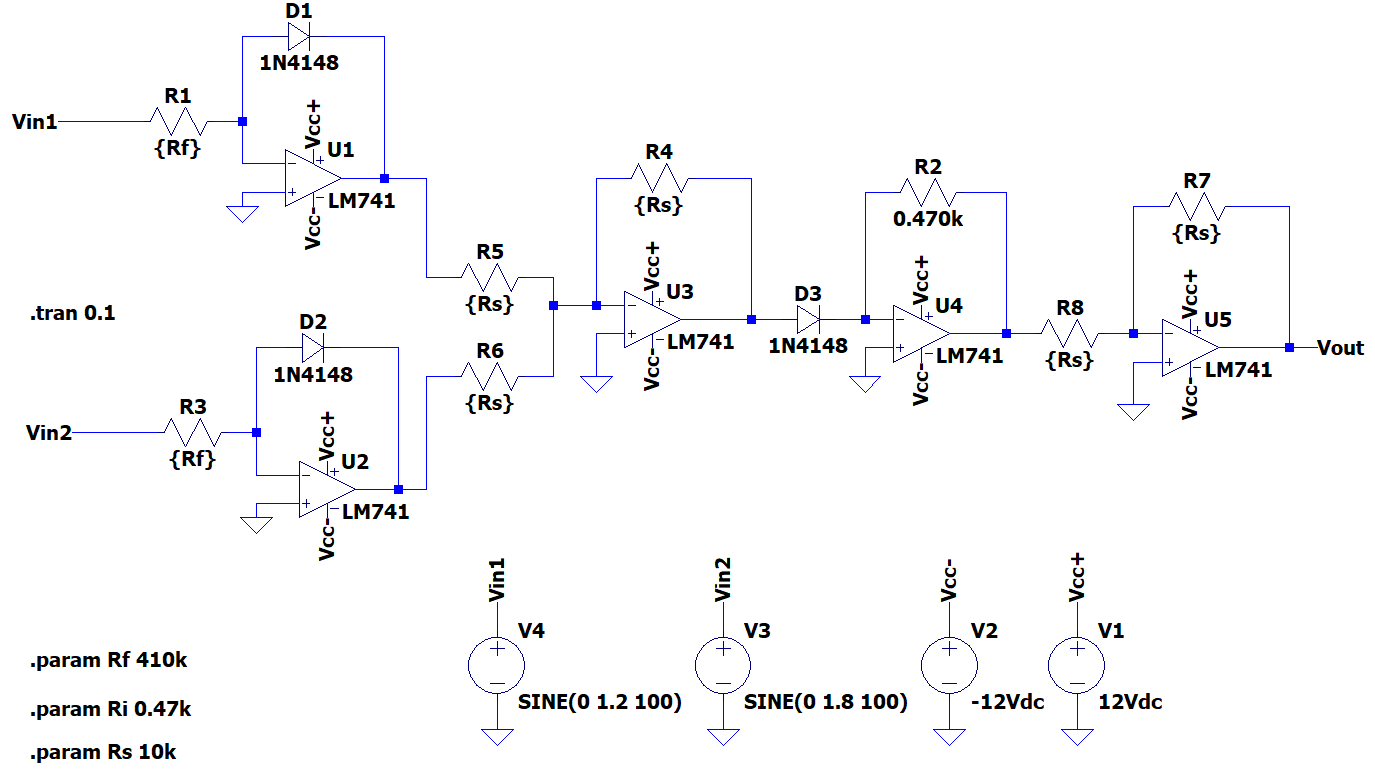 D1
1N4148
R1
Vin1
{Rf}
Vcc+
U1
LM741
Vcc-
R4
{Rs}
R2
0.470k
R7
{Rs}
R5
{Rs}
Vcc+
U3
LM741
Vcc-
D3
1N4148
Vcc+
U4
LM741
Vcc-
R8
{Rs}
Vcc+
U5
LM741
Vcc-
Vout
.tran 0.1
D2
1N4148
R6
{Rs}
R3
Vin2
{Rf}
Vcc+
U2
LM741
Vcc-
Vin1
V4
SINE(0 1.2 100)
Vin2
V3
SINE(0 1.8 100)
Vcc-
V2
-12Vdc
Vcc+
V1
12Vdc
.param Rf 410k
.param Ri 0.47k
.param Rs 10k